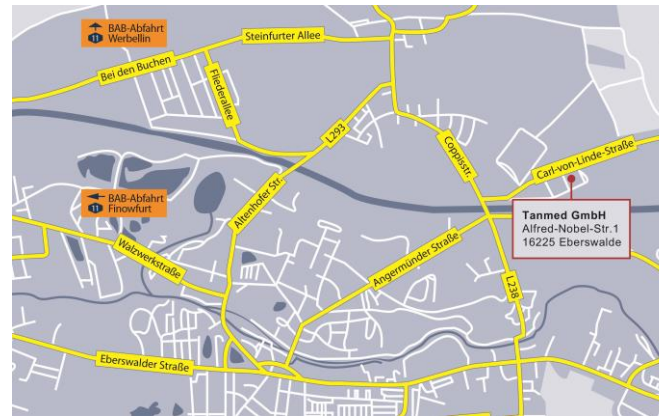 BAB-Abfahrt
11 Werbellin
Steinfurter Allee
Bei den Buchen
Fliederallee
L293
Coppistr.
Carl-von-Linde-Straße
BAB-Abfahrt
11 Finowfurt
Altenhofer Str.
Tanmed GmbH
Alfred-Nobel-Str.1
16225 Eberswalde
Walzwerkstraße
Angermünder Straße
L238
Eberswalder Straße